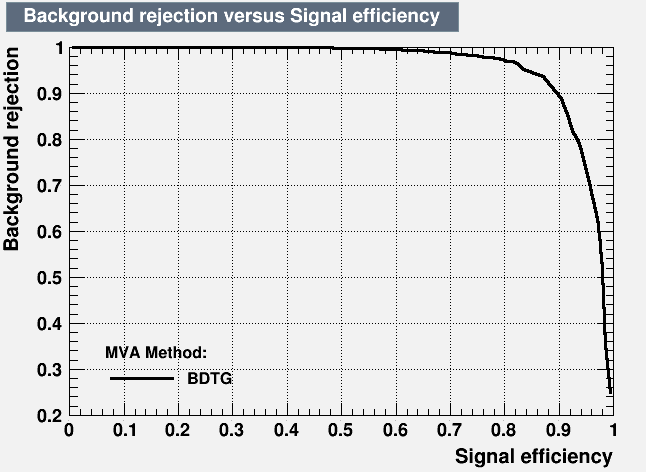 Background rejection versus Signal efficiency
Background rejection
1
0.9
0.8
0.7
0.6
0.5
0.4
0.3
0.2
MVA Method:
BDTG
0 0.1 0.2 0.3 0.4 0.5 0.6 0.7 0.8 0.9 1
Signal efficiency